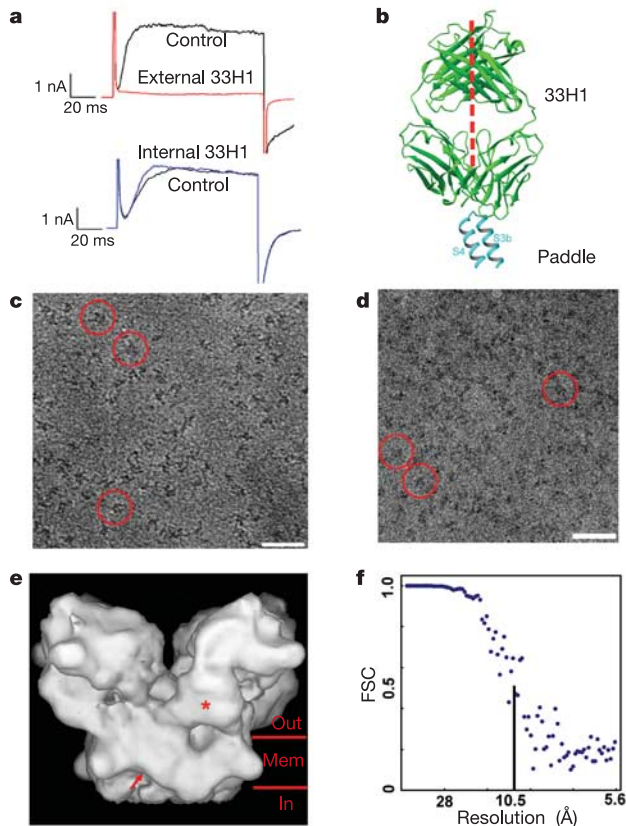 a
Control
External 33H1
1 nA
20 ms
Internal 33H1
Control
1 nA
20 ms
b
33H1
S4
S3b
Paddle
c
d
e
*
Out
Mem
In
f
1.0
0.5
0
FSC
28
10.5
5.6
Resolution (Å)